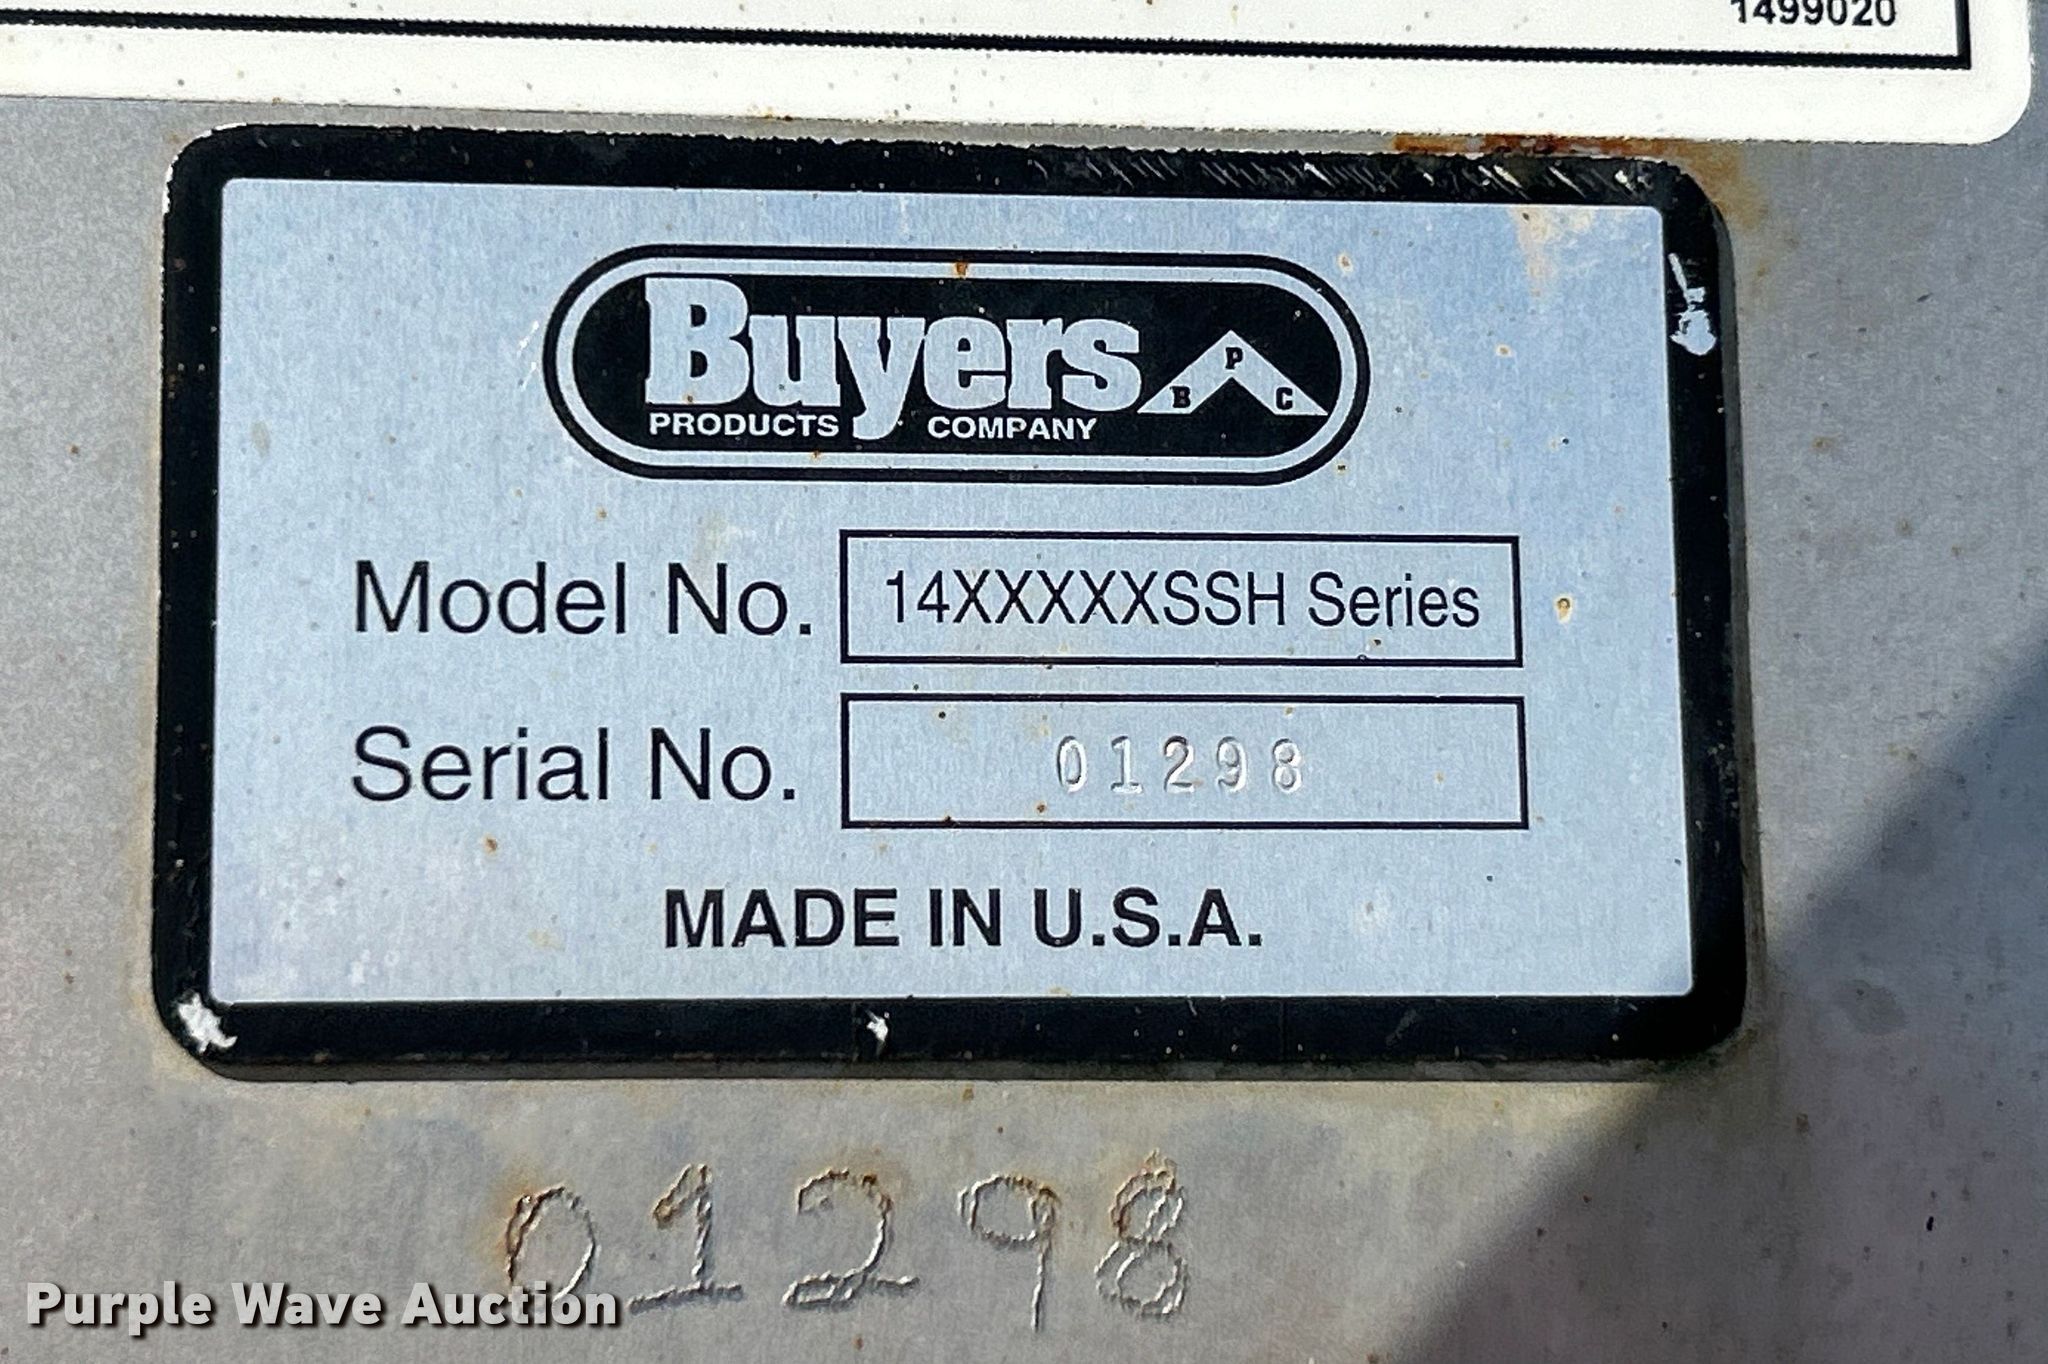 1499020
Buyers
PRODUCTS COMPANY
B P C
Model No. 14XXXXXSSH Series
Serial No. 01298
MADE IN U.S.A.
01298
Purple Wave Auction